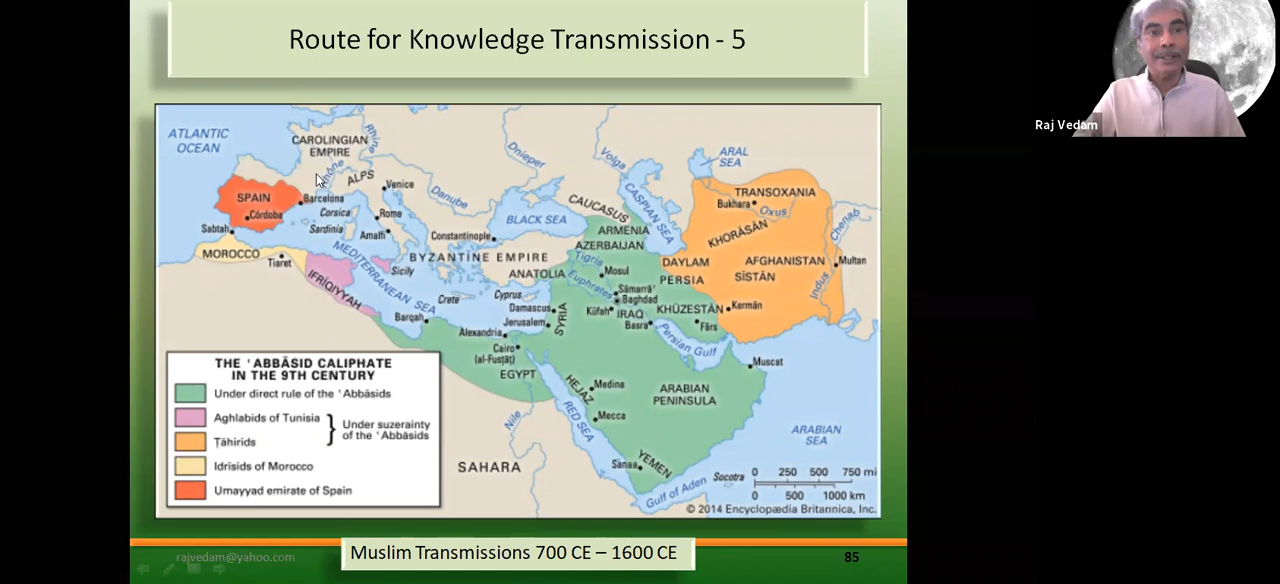 Route for Knowledge Transmission - 5
Raj Vedam
ATLANTIC
OCEAN
CAROLINGIAN
EMPIRE
Rhine
Rhône
ALPS
Venice
Dnieper
Volga
ARAL
SEA
SPAIN
Córdoba
Barcelona
Corsica
Rome
Danube
BLACK SEA
CAUCASUS
CASPIAN SEA
TRANSOXANIA
Bukhara
Oxus
Sabtah
Sardinia
Amalfi
Constantinople
ARMENIA
AZERBAIJAN
KHORĀSĀN
Chenab
MOROCCO
Tiaret
MEDITERRANEAN SEA
Sicily
BYZANTINE EMPIRE
ANATOLIA
Tigris
Mosul
DAYLAM
PERSIA
AFGHANISTAN
SĪSTĀN
Multan
Indus
IFRĪQIYYAH
Crete
Cyprus
Euphrates
Sāmarrā'
Baghdad
Barqah
Damascus
Jerusalem
SYRIA
Kūfah
IRAQ
Basra
KHŪZESTĀN
Kermān
Fārs
Alexandria
Cairo
(al-Fusṭāṭ)
Persian Gulf
EGYPT
Muscat
HEJAZ
Medina
Mecca
ARABIAN
PENINSULA
Nile
RED SEA
ARABIAN
SEA
SAHARA
Sanaa
YEMEN
Gulf of Aden
Socotra
0 250 500 750 mi
0 500 1000 km
© 2014 Encyclopædia Britannica, Inc.
THE 'ABBĀSID CALIPHATE
IN THE 9TH CENTURY
Under direct rule of the 'Abbāsids
Aghlabids of Tunisia
Under suzerainty
of the 'Abbāsids
Ṭāhirids
Idrīsids of Morocco
Umayyad emirate of Spain
rajvedam@yahoo.com
Muslim Transmissions 700 CE – 1600 CE
85